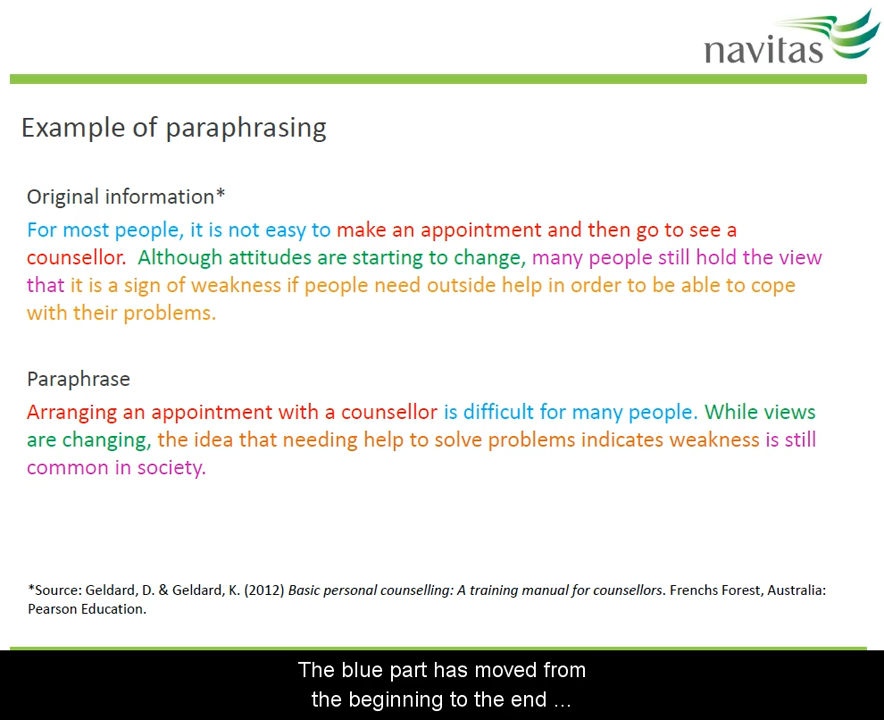 navitas
Example of paraphrasing
Original information*
For most people, it is not easy to make an appointment and then go to see a
counsellor. Although attitudes are starting to change, many people still hold the view
that it is a sign of weakness if people need outside help in order to be able to cope
with their problems.
Paraphrase
Arranging an appointment with a counsellor is difficult for many people. While views
are changing, the idea that needing help to solve problems indicates weakness is still
common in society.
*Source: Geldard, D. & Geldard, K. (2012) Basic personal counselling: A training manual for counsellors. Frenchs Forest, Australia:
Pearson Education.
The blue part has moved from
the beginning to the end ...